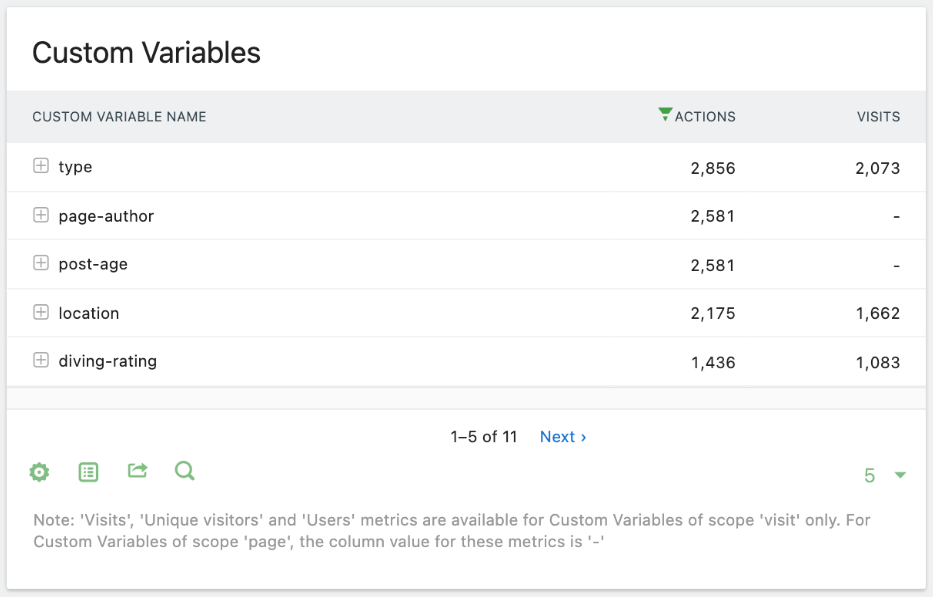 Custom Variables
CUSTOM VARIABLE NAME ACTIONS VISITS
type 2,856 2,073
page-author 2,581 -
post-age 2,581 -
location 2,175 1,662
diving-rating 1,436 1,083
1–5 of 11 Next ›
5
Note: 'Visits', 'Unique visitors' and 'Users' metrics are available for Custom Variables of scope 'visit' only. For
Custom Variables of scope 'page', the column value for these metrics is '-'